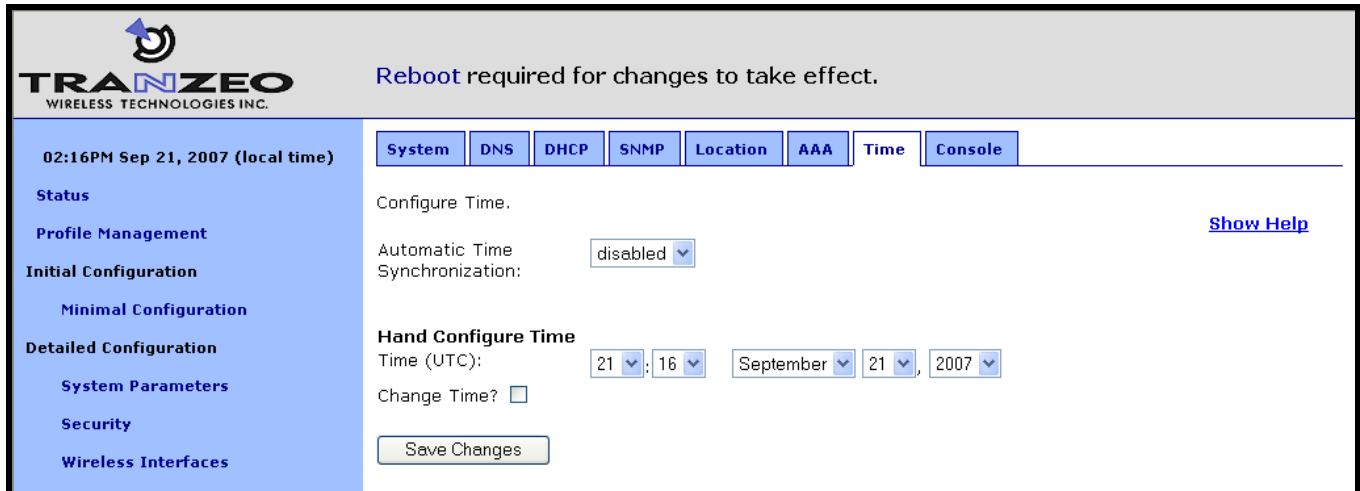 TRANZEO
WIRELESS TECHNOLOGIES INC.
Reboot required for changes to take effect.
02:16PM Sep 21, 2007 (local time)
Status
Profile Management
Initial Configuration
Minimal Configuration
Detailed Configuration
System Parameters
Security
Wireless Interfaces
System DNS DHCP SNMP Location AAA Time Console
Configure Time.
Show Help
Automatic Time
Synchronization: disabled
Hand Configure Time
Time (UTC): 21 : 16 September 21 , 2007
Change Time?
Save Changes